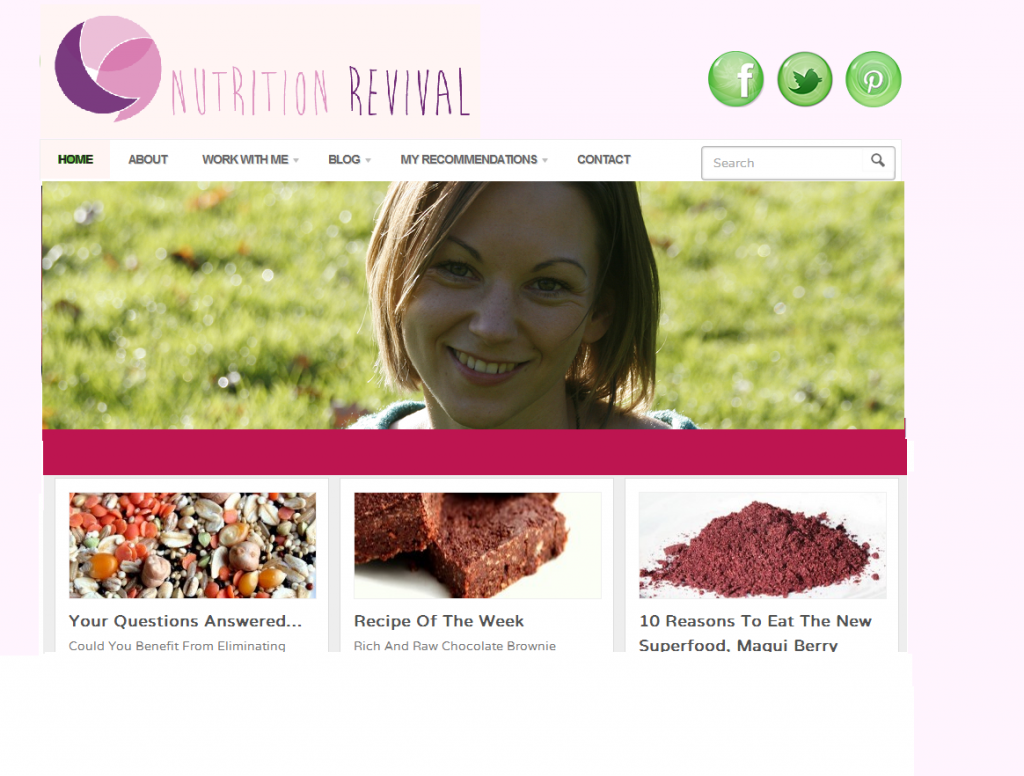 NUTRITION REVIVAL
f
HOME ABOUT WORK WITH ME BLOG MY RECOMMENDATIONS CONTACT Search
Your Questions Answered...
Could You Benefit From Eliminating
Recipe Of The Week
Rich And Raw Chocolate Brownie
10 Reasons To Eat The New
Superfood, Maqui Berry